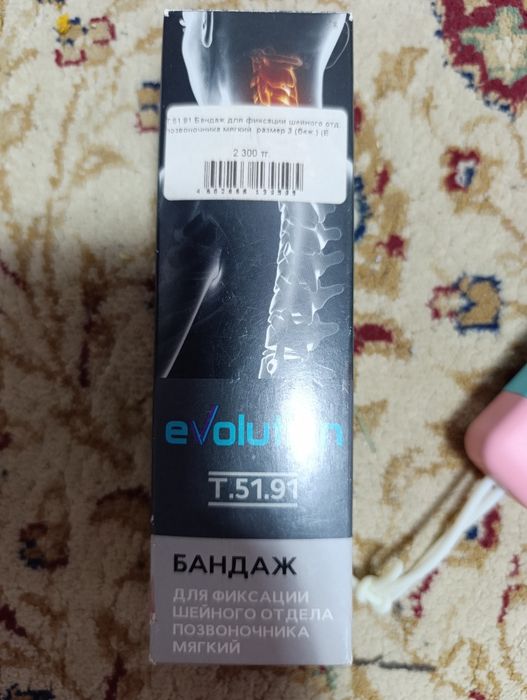 Т.51.91 Бандаж для фиксации шейного отд
позвоночника мягкий, размер 3 (беж.) (Е
2 300 тг.
evolution
Т.51.91
БАНДАЖ
ДЛЯ ФИКСАЦИИ
ШЕЙНОГО ОТДЕЛА
ПОЗВОНОЧНИКА
МЯГКИЙ